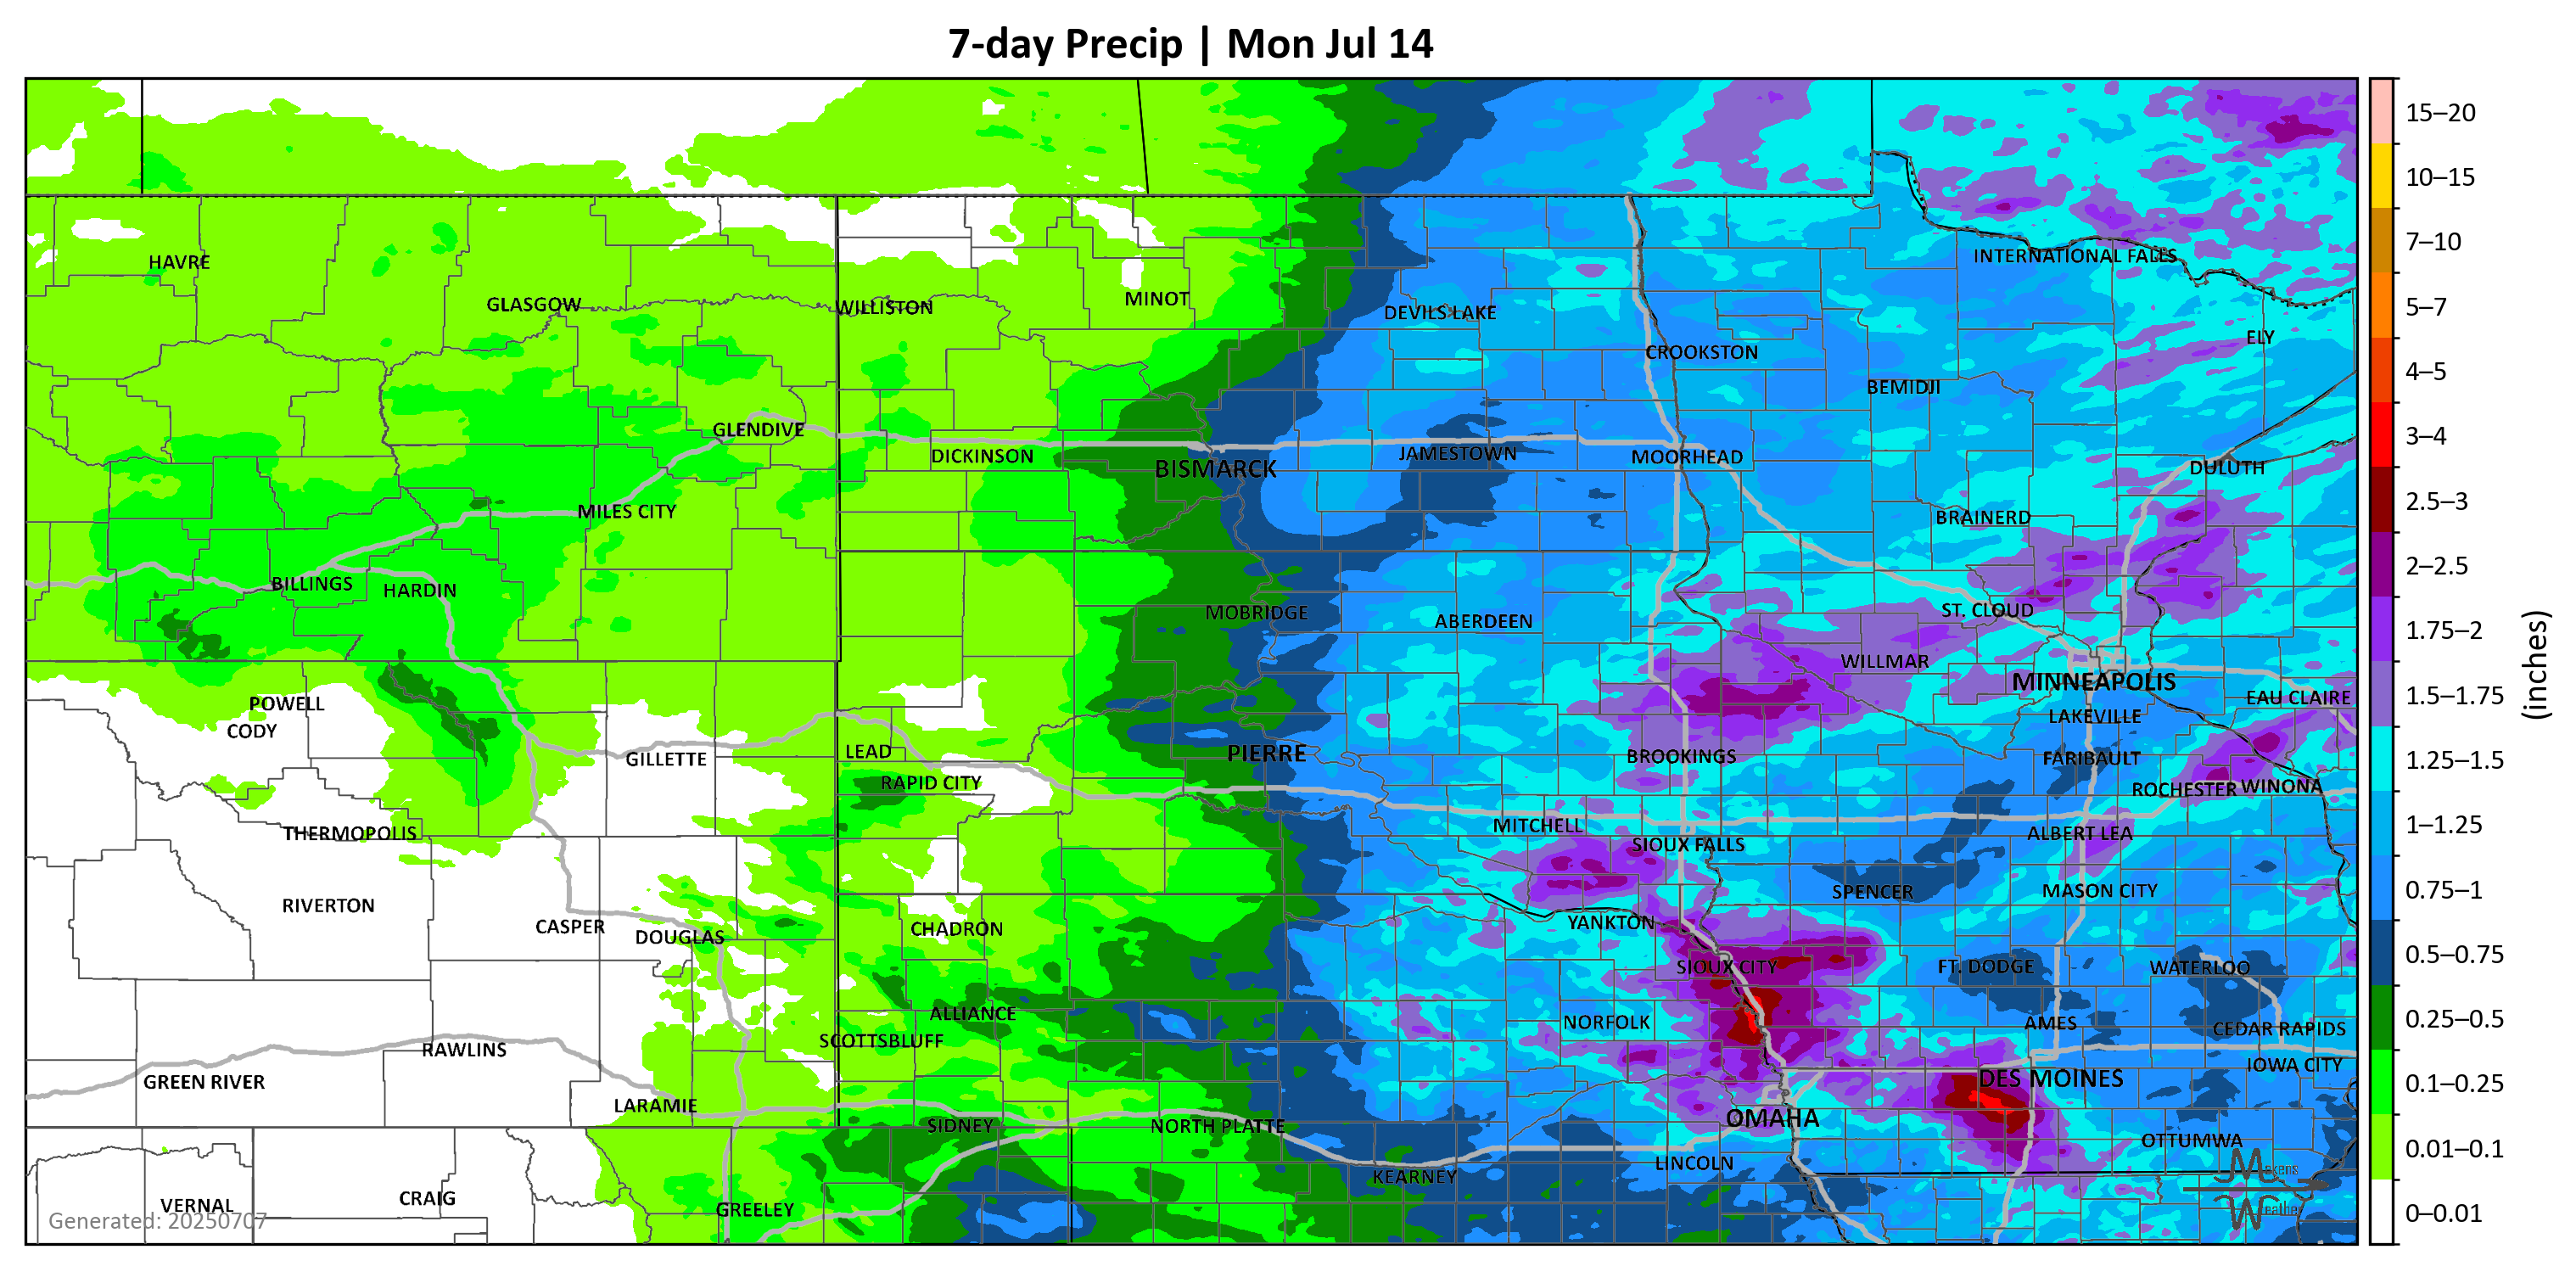 7-day Precip | Mon Jul 14
15–20
10–15
7–10
5–7
4–5
3–4
2.5–3
2–2.5
1.75–2
1.5–1.75
1.25–1.5
1–1.25
0.75–1
0.5–0.75
0.25–0.5
0.1–0.25
0.01–0.1
0–0.01
(inches)
HAVRE
INTERNATIONAL FALLS
GLASGOW
WILLISTON
MINOT
DEVILS LAKE
ELY
CROOKSTON
BEMIDJI
GLENDIVE
DICKINSON
BISMARCK
JAMESTOWN
MOORHEAD
DULUTH
MILES CITY
BRAINERD
BILLINGS
HARDIN
MOBRIDGE
ABERDEEN
ST. CLOUD
WILLMAR
MINNEAPOLIS
EAU CLAIRE
POWELL
CODY
LAKEVILLE
GILLETTE
LEAD
PIERRE
BROOKINGS
FARIBAULT
RAPID CITY
ROCHESTER
WINONA
THERMOPOLIS
MITCHELL
SIOUX FALLS
ALBERT LEA
RIVERTON
SPENCER
MASON CITY
CASPER
DOUGLAS
CHADRON
YANKTON
SIOUX CITY
FT. DODGE
WATERLOO
ALLIANCE
NORFOLK
AMES
CEDAR RAPIDS
SCOTTSBLUFF
RAWLINS
IOWA CITY
GREEN RIVER
DES MOINES
LARAMIE
OMAHA
SIDNEY
NORTH PLATTE
OTTUMWA
LINCOLN
KEARNEY
Makens
Weather
VERNAL
CRAIG
GREELEY
Generated: 20250707